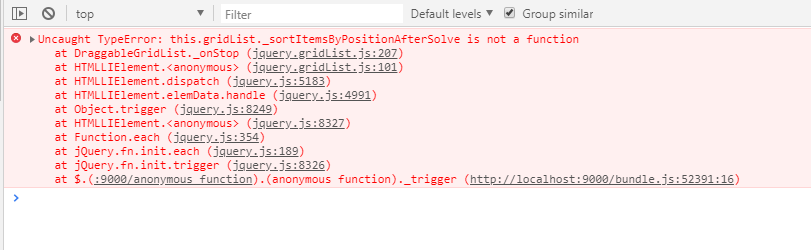 top Filter Default levels Group similar
Uncaught TypeError: this.gridList._sortItemsByPositionAfterSolve is not a function
at DraggableGridList._onStop (jquery.gridList.js:207)
at HTMLLIElement.<anonymous> (jquery.gridList.js:101)
at HTMLLIElement.dispatch (jquery.js:5183)
at HTMLLIElement.elemData.handle (jquery.js:4991)
at Object.trigger (jquery.js:8249)
at HTMLLIElement.<anonymous> (jquery.js:8327)
at Function.each (jquery.js:354)
at jQuery.fn.init.each (jquery.js:189)
at jQuery.fn.init.trigger (jquery.js:8326)
at $.(:9000/anonymous function).(anonymous function)._trigger (http://localhost:9000/bundle.js:52391:16)